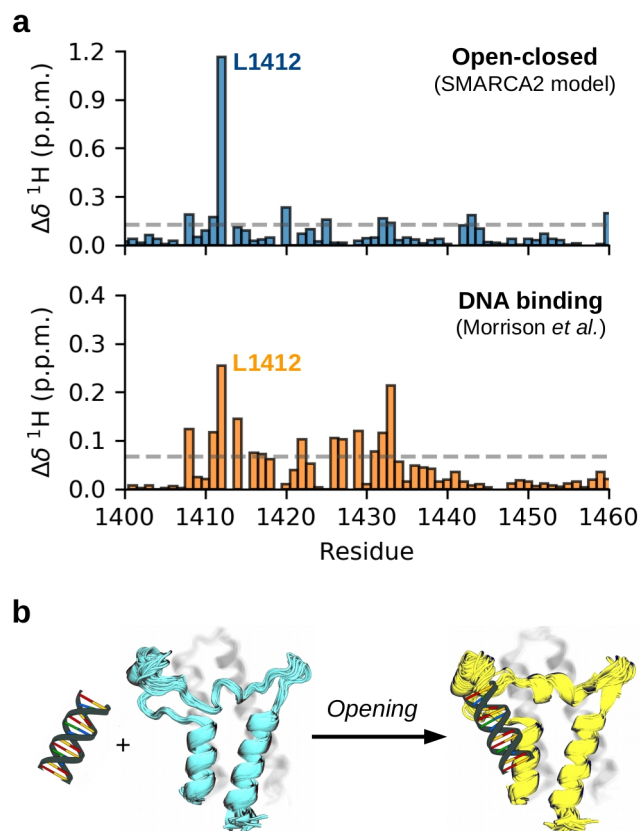 a
Open-closed
(SMARCA2 model)
L1412
Δδ ¹H (p.p.m.)
1.2
0.9
0.6
0.3
0.0
DNA binding
(Morrison et al.)
L1412
Δδ ¹H (p.p.m.)
0.4
0.3
0.2
0.1
0.0
1400 1410 1420 1430 1440 1450 1460
Residue
b
+
Opening